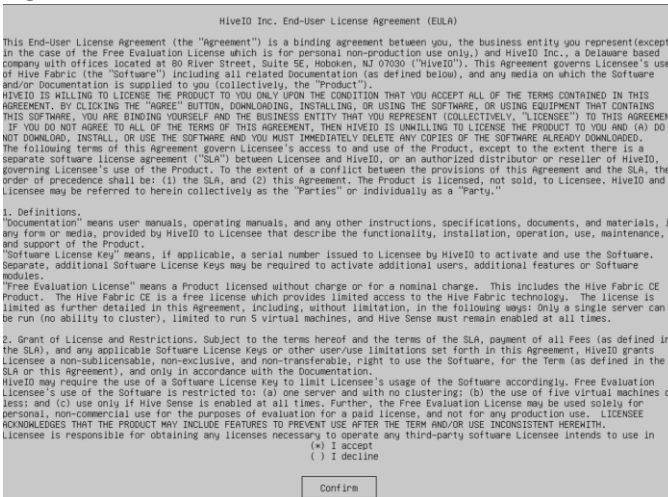 HiveIO Inc. End-User License Agreement (EULA)
This End-User License Agreement (the "Agreement") is a binding agreement between you, the business entity you represent(except
in the case of the Free Evaluation License which is for personal non-production use only,) and HiveIO Inc., a Delaware based
company with offices located at 80 River Street, Suite 5E, Hoboken, NJ 07030 ("HiveIO"). This Agreement governs Licensee's use
of Hive Fabric (the "Software") including all related Documentation (as defined below), and any media on which the Software
and/or Documentation is supplied to you (collectively, the "Product").
HIVEIO IS WILLING TO LICENSE THE PRODUCT TO YOU ONLY UPON THE CONDITION THAT YOU ACCEPT ALL OF THE TERMS CONTAINED IN THIS
AGREEMENT. BY CLICKING THE "AGREE" BUTTON, DOWNLOADING, INSTALLING, OR USING THE SOFTWARE, OR USING EQUIPMENT THAT CONTAINS
THIS SOFTWARE, YOU ARE BINDING YOURSELF AND THE BUSINESS ENTITY THAT YOU REPRESENT (COLLECTIVELY, "LICENSEE") TO THIS AGREEMEN
IF YOU DO NOT AGREE TO ALL OF THE TERMS OF THIS AGREEMENT, THEN HIVEIO IS UNWILLING TO LICENSE THE PRODUCT TO YOU AND (A) DO
NOT DOWNLOAD, INSTALL, OR USE THE SOFTWARE AND YOU MUST IMMEDIATELY DELETE ANY COPIES OF THE SOFTWARE ALREADY DOWNLOADED.
The following terms of this Agreement govern Licensee's access to and use of the Product, except to the extent there is a
separate software license agreement ("SLA") between Licensee and HiveIO, or an authorized distributor or reseller of HiveIO,
governing Licensee's use of the Product. To the extent of a conflict between the provisions of this Agreement and the SLA, the
order of precedence shall be: (1) the SLA, and (2) this Agreement. The Product is licensed, not sold, to Licensee. HiveIO and
Licensee may be referred to herein collectively as the "Parties" or individually as a "Party."
1. Definitions.
"Documentation" means user manuals, operating manuals, and any other instructions, specifications, documents, and materials, i
any form or media, provided by HiveIO to Licensee that describe the functionality, installation, operation, use, maintenance,
and support of the Product.
"Software License Key" means, if applicable, a serial number issued to Licensee by HiveIO to activate and use the Software.
Separate, additional Software License Keys may be required to activate additional users, additional features or Software
modules.
"Free Evaluation License" means a Product licensed without charge or for a nominal charge. This includes the Hive Fabric CE
Product. The Hive Fabric CE is a free license which provides limited access to the Hive Fabric technology. The license is
limited as further detailed in this Agreement, including, without limitation, in the following ways: Only a single server can
be run (no ability to cluster), limited to run 5 virtual machines, and Hive Sense must remain enabled at all times.
2. Grant of License and Restrictions. Subject to the terms hereof and the terms of the SLA, payment of all Fees (as defined in
the SLA), and any applicable Software License Keys or other user/use limitations set forth in this Agreement, HiveIO grants
Licensee a non-sublicensable, non-exclusive, and non-transferable, right to use the Software, for the Term (as defined in the
SLA or this Agreement), and only in accordance with the Documentation.
HiveIO may require the use of a Software License Key to limit Licensee's usage of the Software accordingly. Free Evaluation
Licensee's use of the Software is restricted to: (a) one server and with no clustering; (b) the use of five virtual machines o
less; and (c) use only if Hive Sense is enabled at all times. Further, the Free Evaluation License may be used solely for
personal, non-commercial use for the purposes of evaluation for a paid license, and not for any production use. LICENSEE
ACKNOWLEDGES THAT THE PRODUCT MAY INCLUDE FEATURES TO PREVENT USE AFTER THE TERM AND/OR USE INCONSISTENT HEREWITH.
Licensee is responsible for obtaining any licenses necessary to operate any third-party software Licensee intends to use in
(*) I accept
( ) I decline
Confirm